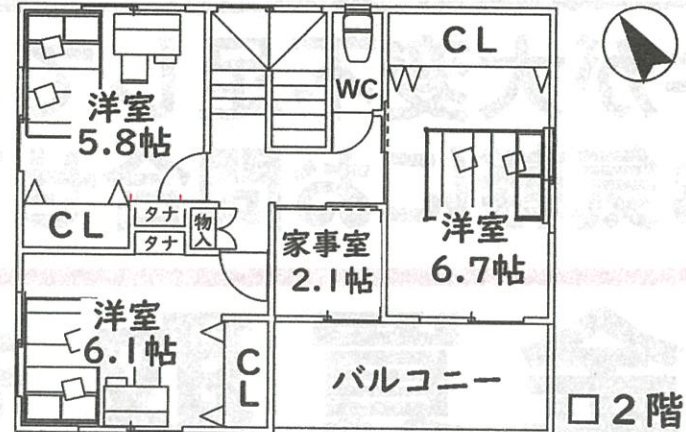 CL
WC
洋室
5.8帖
CL
タナ
タナ
物入
家事室
2.1帖
洋室
6.7帖
洋室
6.1帖
CL
バルコニー
□2階